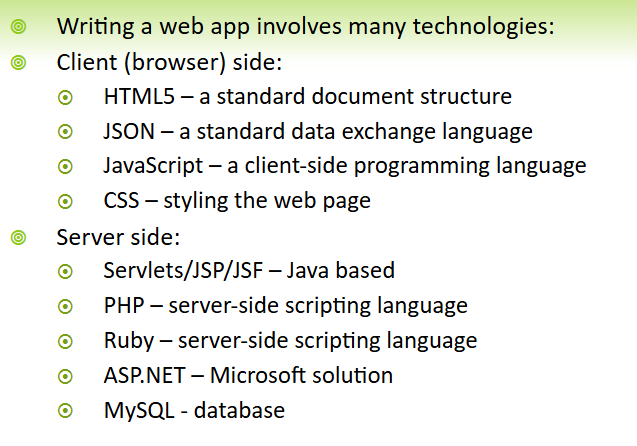 Writing a web app involves many technologies:
Client (browser) side:
HTML5 – a standard document structure
JSON – a standard data exchange language
JavaScript – a client-side programming language
CSS – styling the web page
Server side:
Servlets/JSP/JSF – Java based
PHP – server-side scripting language
Ruby – server-side scripting language
ASP.NET – Microsoft solution
MySQL - database